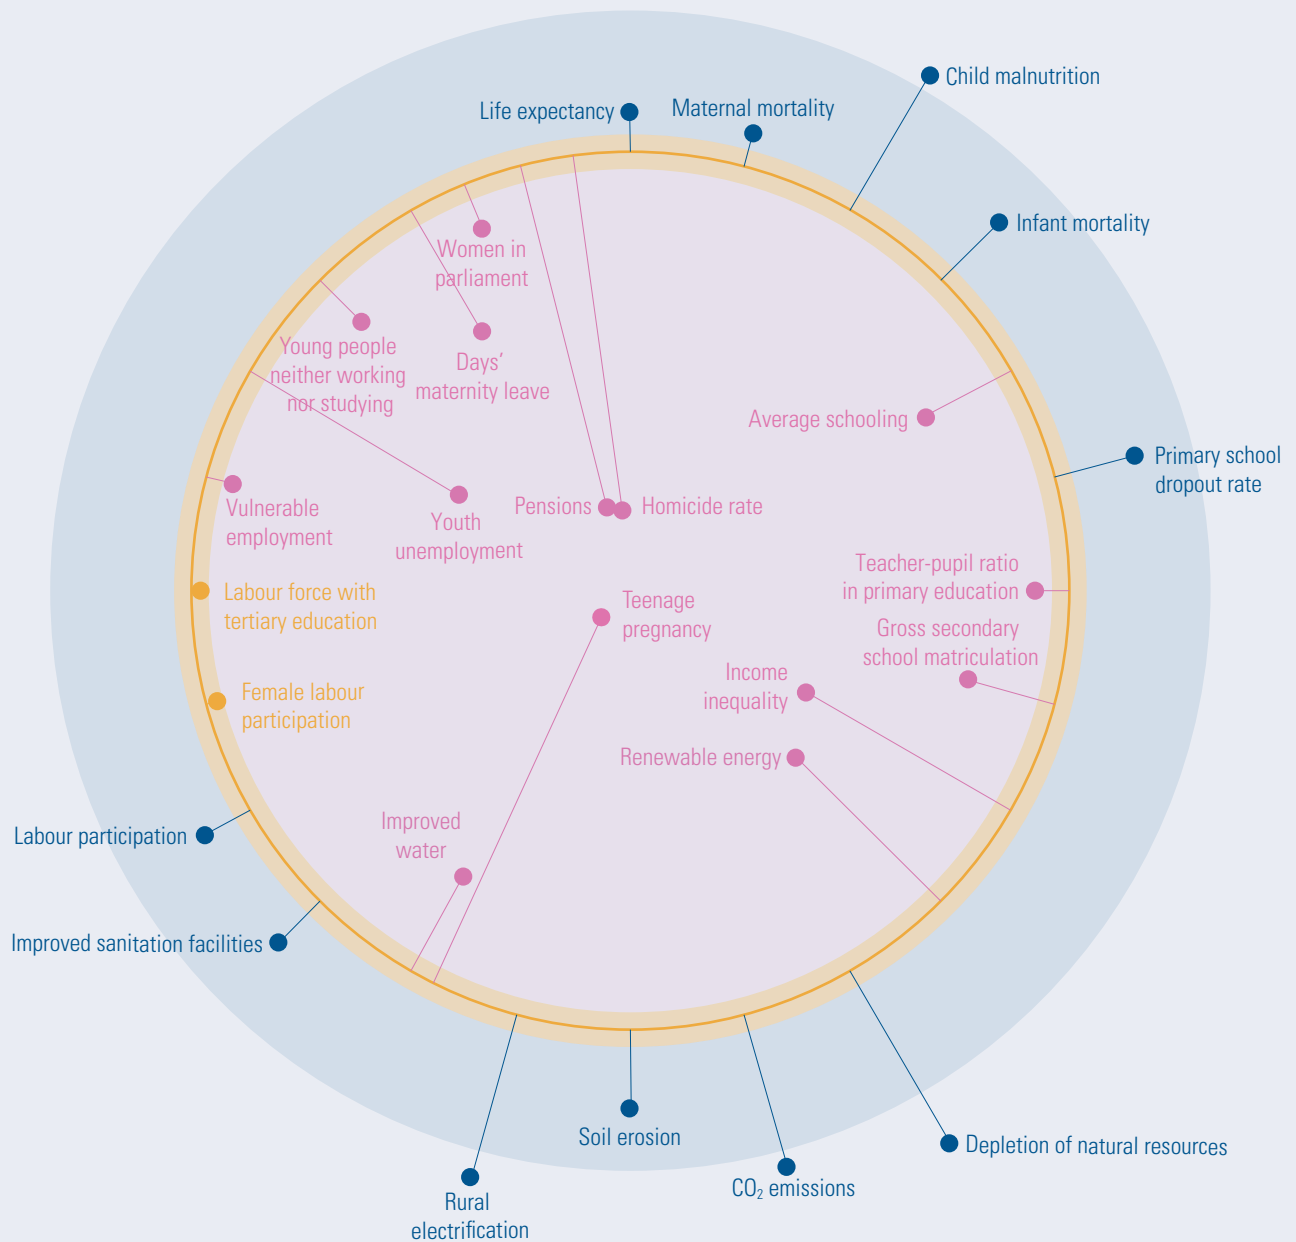 Child malnutrition
Life expectancy
Maternal mortality
Infant mortality
Women in
parliament
Young people
neither working
nor studying
Days'
maternity leave
Average schooling
Primary school
dropout rate
Vulnerable
employment
Youth
unemployment
Pensions
Homicide rate
Teacher-pupil ratio
in primary education
Labour force with
tertiary education
Teenage
pregnancy
Gross secondary
school matriculation
Income
inequality
Female labour
participation
Renewable energy
Labour participation
Improved
water
Improved sanitation facilities
Soil erosion
Depletion of natural resources
CO₂ emissions
Rural
electrification